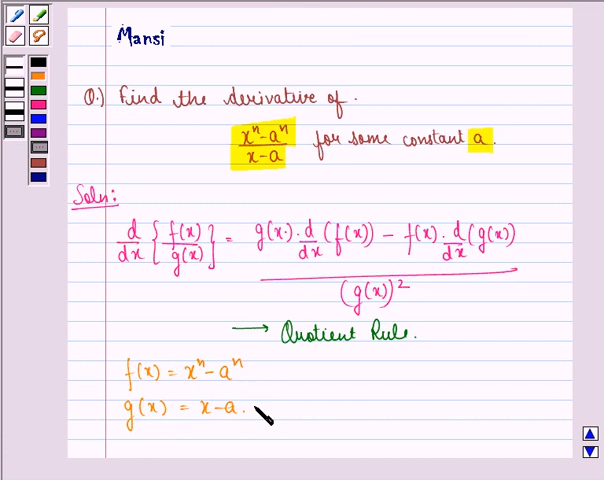 Mansi
Q.) Find the derivative of.
x^n - a^n / x - a for some constant a.
Soln:
d/dx { f(x)/g(x) } = g(x). d/dx (f(x)) - f(x). d/dx (g(x)) / (g(x))^2
→ Quotient Rule.
f(x) = x^n - a^n
g(x) = x - a.